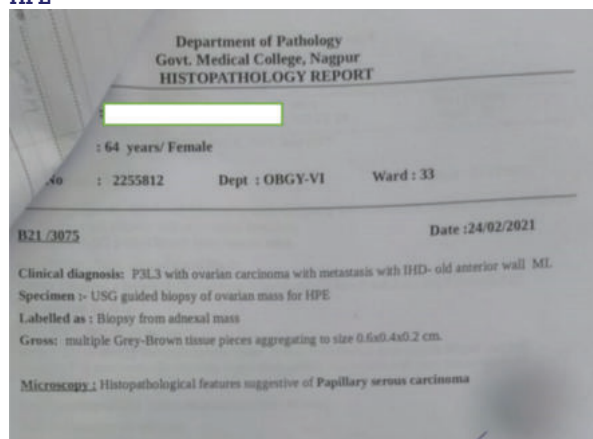 HPE
Department of Pathology
Govt. Medical College, Nagpur
HISTOPATHOLOGY REPORT
:
: 64 years/ Female
No : 2255812 Dept : OBGY-VI Ward : 33
B21 /3075 Date :24/02/2021
Clinical diagnosis: P3L3 with ovarian carcinoma with metastasis with IHD- old anterior wall MI.
Specimen :- USG guided biopsy of ovarian mass for HPE
Labelled as : Biopsy from adnexal mass
Gross: multiple Grey-Brown tissue pieces aggregating to size 0.6x0.4x0.2 cm.
Microscopy : Histopathological features suggestive of Papillary serous carcinoma